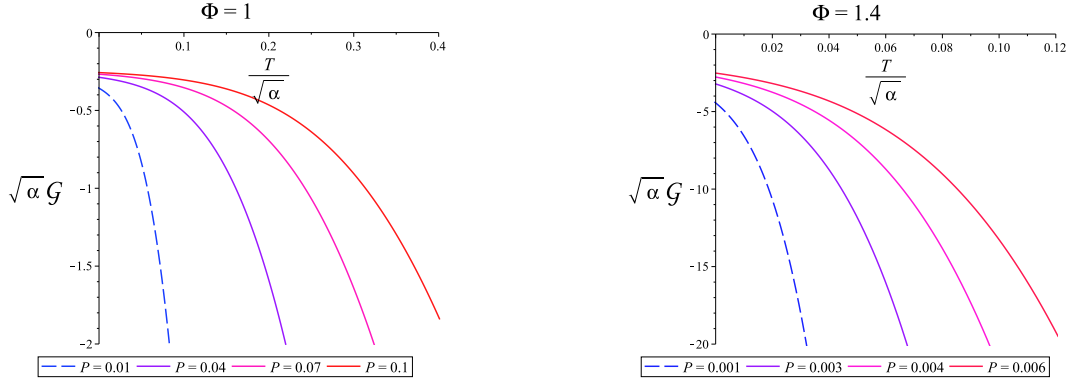 Φ = 1
0
0.1
0.2
0.3
0.4
T
√α
−0.5
−1
−1.5
−2
√α G
P = 0.01
P = 0.04
P = 0.07
P = 0.1
Φ = 1.4
0
0.02
0.04
0.06
0.08
0.10
0.12
T
√α
−5
−10
−15
−20
√α G
P = 0.001
P = 0.003
P = 0.004
P = 0.006